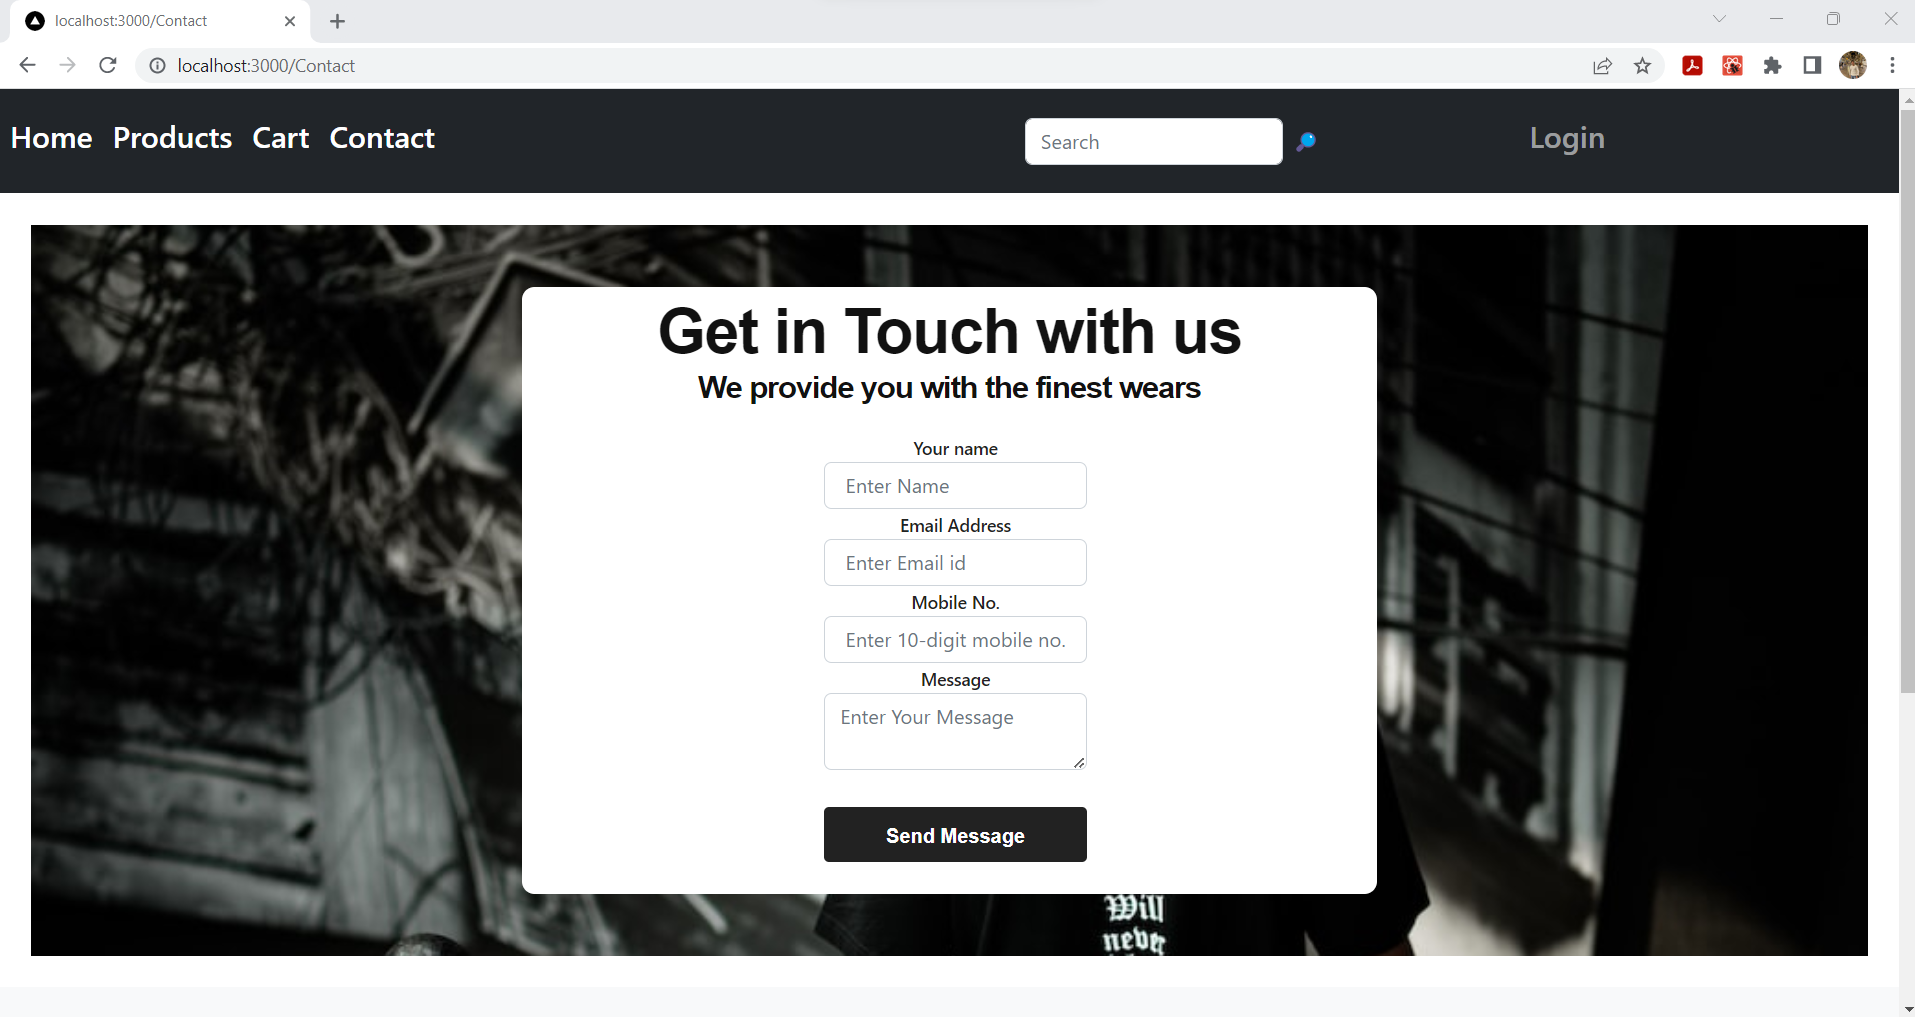 localhost:3000/Contact
localhost:3000/Contact
Home Products Cart Contact Search Login
Get in Touch with us
We provide you with the finest wears
Your name
Enter Name
Email Address
Enter Email id
Mobile No.
Enter 10-digit mobile no.
Message
Enter Your Message
Send Message
Will
never